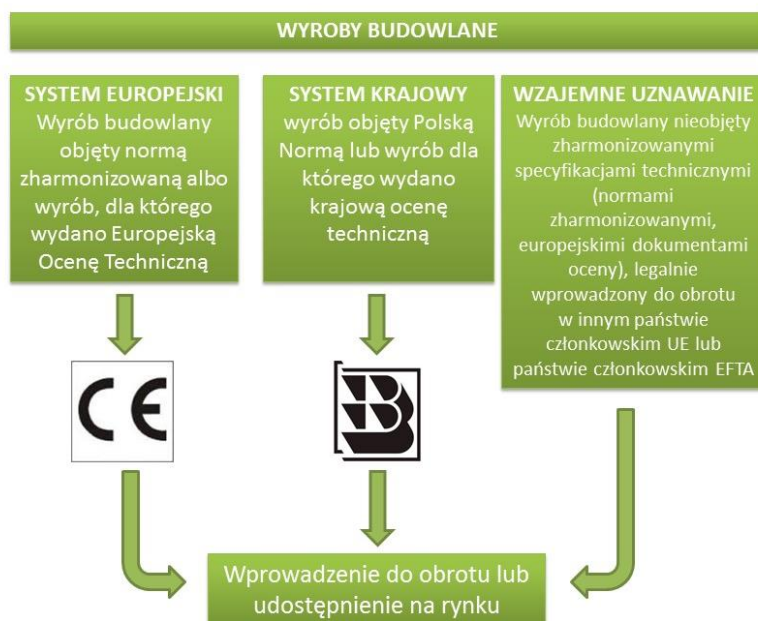 WYROBY BUDOWLANE
SYSTEM EUROPEJSKI
Wyrób budowlany
objęty normą
zharmonizowaną albo
wyrób, dla którego
wydano Europejską
Ocenę Techniczną
SYSTEM KRAJOWY
wyrób objęty Polską
Normą lub wyrób dla
którego wydano
krajową ocenę
techniczną
WZAJEMNE UZNAWANIE
Wyrób budowlany nieobjęty
zharmonizowanymi
specyfikacjami technicznymi
(normami
zharmonizowanymi,
europejskimi dokumentami
oceny), legalnie
wprowadzony do obrotu
w innym państwie
członkowskim UE lub
państwie członkowskim EFTA
CE
B
Wprowadzenie do obrotu lub
udostępnienie na rynku